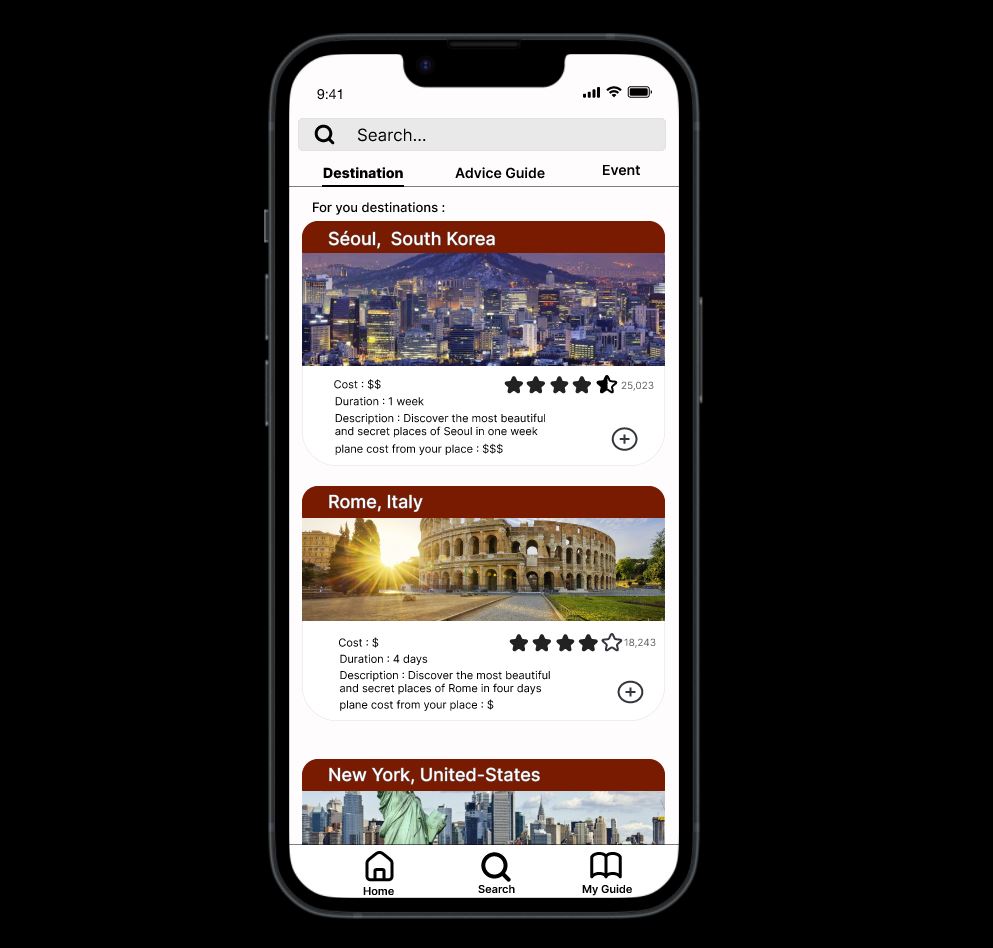 9:41
Search...
Destination
Advice Guide
Event
For you destinations :
Séoul, South Korea
Cost : $$
25,023
Duration : 1 week
Description : Discover the most beautiful
and secret places of Seoul in one week
plane cost from your place : $$$
Rome, Italy
Cost : $
18,243
Duration : 4 days
Description : Discover the most beautiful
and secret places of Rome in four days
plane cost from your place : $
New York, United-States
Home
Search
My Guide